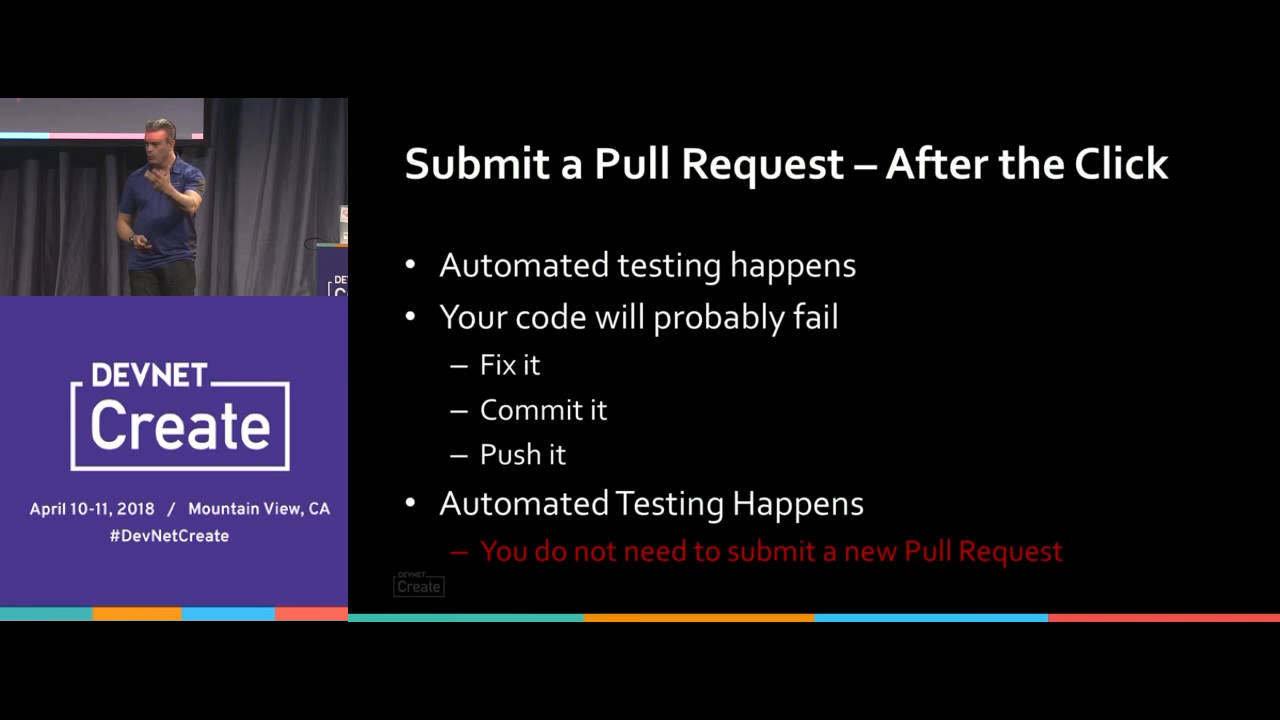 Submit a Pull Request – After the Click
• Automated testing happens
• Your code will probably fail
– Fix it
– Commit it
– Push it
• Automated Testing Happens
– You do not need to submit a new Pull Request
DEVNET
Create
DEVNET
Create
April 10-11, 2018 / Mountain View, CA
#DevNetCreate